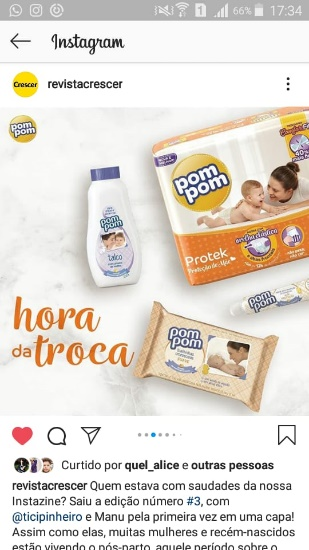 66% 17:34
Instagram
Crescer
revistacrescer
pom
pom
pom
pom
Protek
Proteção de Mãe
pom
pom
talco
pom
pom
pom
pom
hora
da troca
Curtido por quel_alice e outras pessoas
revistacrescer Quem estava com saudades da nossa
Instazine? Saiu a edição número #3, com
@ticipinheiro e Manu pela primeira vez em uma capa!
Assim como elas, muitas mulheres e recém-nascidos
estão vivendo o pós-parto, aquele período sobre o